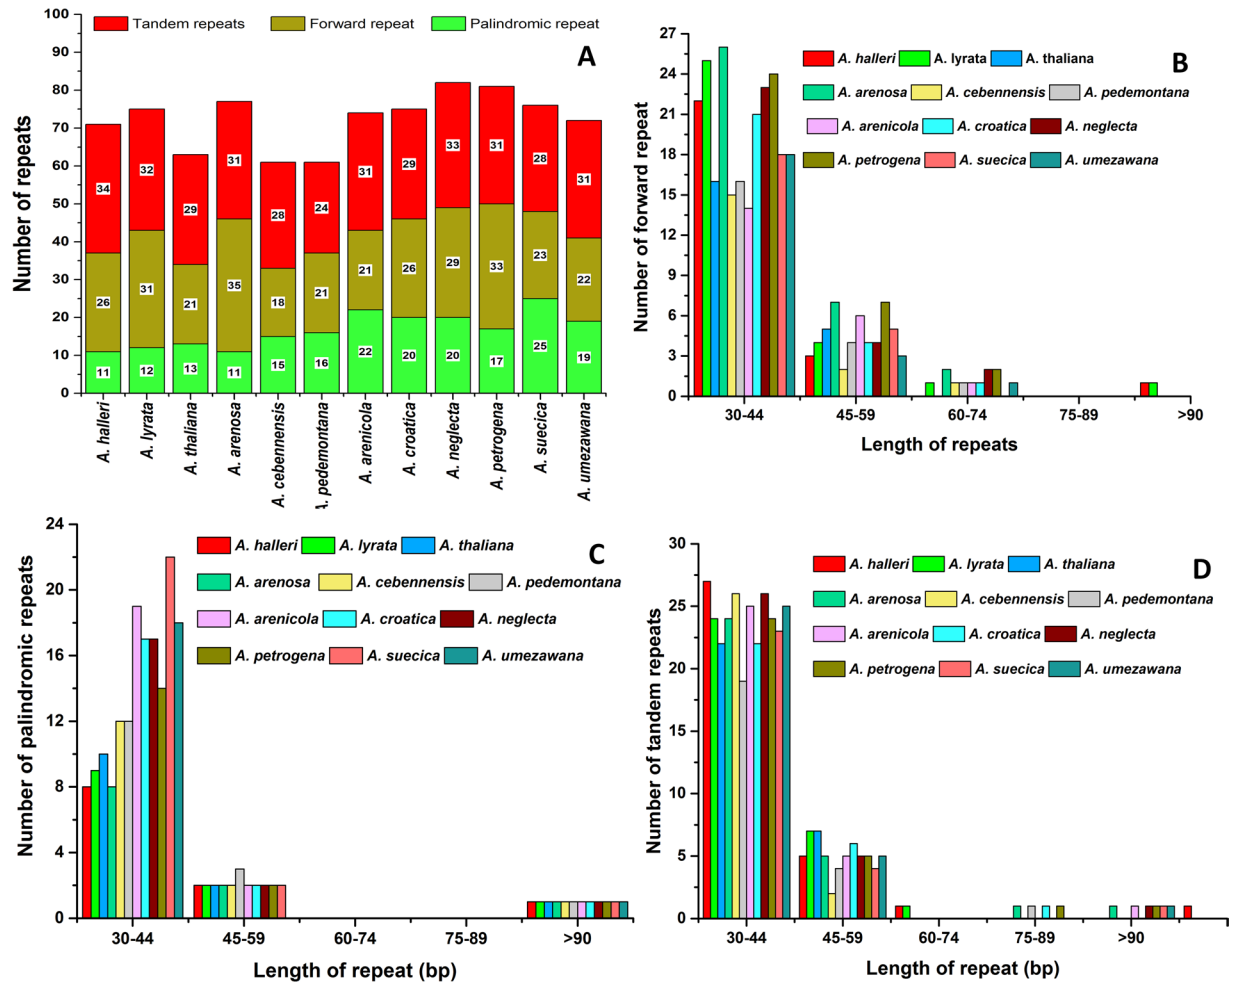 Tandem repeats Forward repeat Palindromic repeat
A
Number of repeats
100
90
80
70
60
50
40
30
20
10
0
34 32 29 31 28 24 31 29 33 31 28 31
26 31 21 35 18 21 21 26 29 33 23 22
11 12 13 11 15 16 22 20 20 17 25 19
A. halleri
A. lyrata
A. thaliana
A. arenosa
A. cebennensis
A. pedemontana
A. arenicola
A. croatica
A. neglecta
A. petrogena
A. suecica
A. umezawana
B
A. halleri A. lyrata A. thaliana
A. arenosa A. cebennensis A. pedemontana
A. arenicola A. croatica A. neglecta
A. petrogena A. suecica A. umezawana
Number of forward repeat
27
24
21
18
15
12
9
6
3
0
30-44 45-59 60-74 75-89 >90
Length of repeats
C
A. halleri A. lyrata A. thaliana
A. arenosa A. cebennensis A. pedemontana
A. arenicola A. croatica A. neglecta
A. petrogena A. suecica A. umezawana
Number of palindromic repeats
24
20
16
12
8
4
0
30-44 45-59 60-74 75-89 >90
Length of repeat (bp)
D
A. halleri A. lyrata A. thaliana
A. arenosa A. cebennensis A. pedemontana
A. arenicola A. croatica A. neglecta
A. petrogena A. suecica A. umezawana
Number of tandem repeats
30
25
20
15
10
5
0
30-44 45-59 60-74 75-89 >90
Length of repeat (bp)